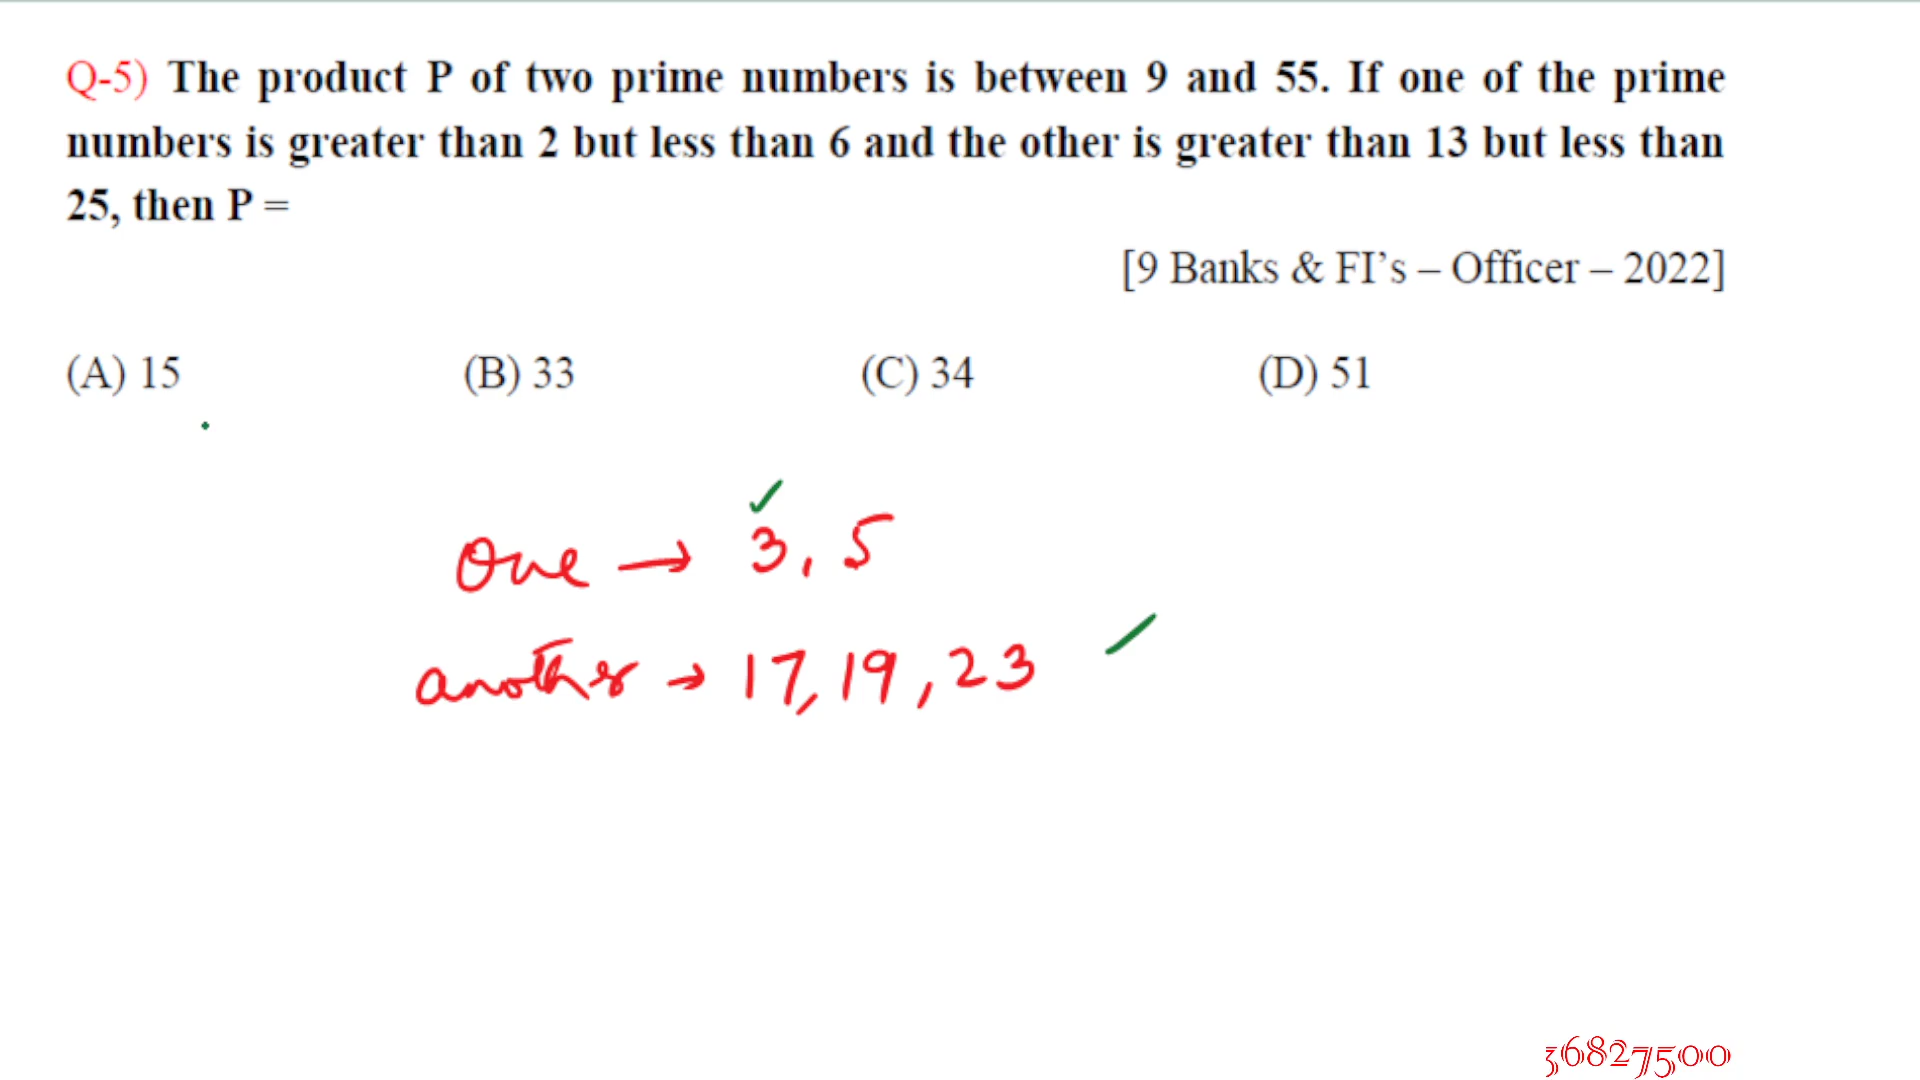 Q-5) The product P of two prime numbers is between 9 and 55. If one of the prime
numbers is greater than 2 but less than 6 and the other is greater than 13 but less than
25, then P =
[9 Banks & FI’s – Officer – 2022]
(A) 15 (B) 33 (C) 34 (D) 51
One → 3, 5
another → 17, 19, 23
36827500